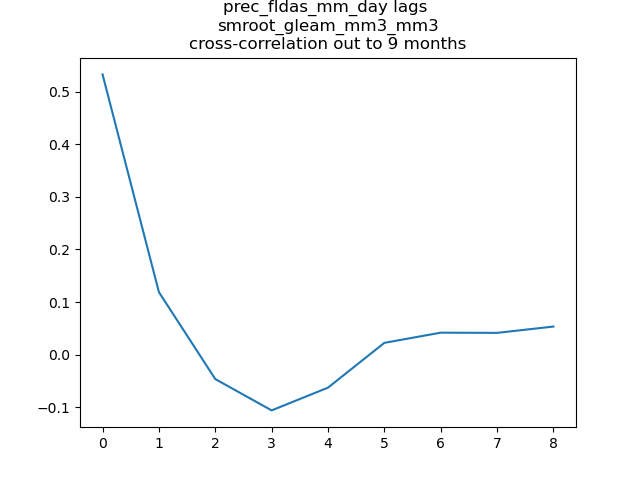 prec_fldas_mm_day lags
smroot_gleam_mm3_mm3
cross-correlation out to 9 months
0.5
0.4
0.3
0.2
0.1
0.0
−0.1
0 1 2 3 4 5 6 7 8